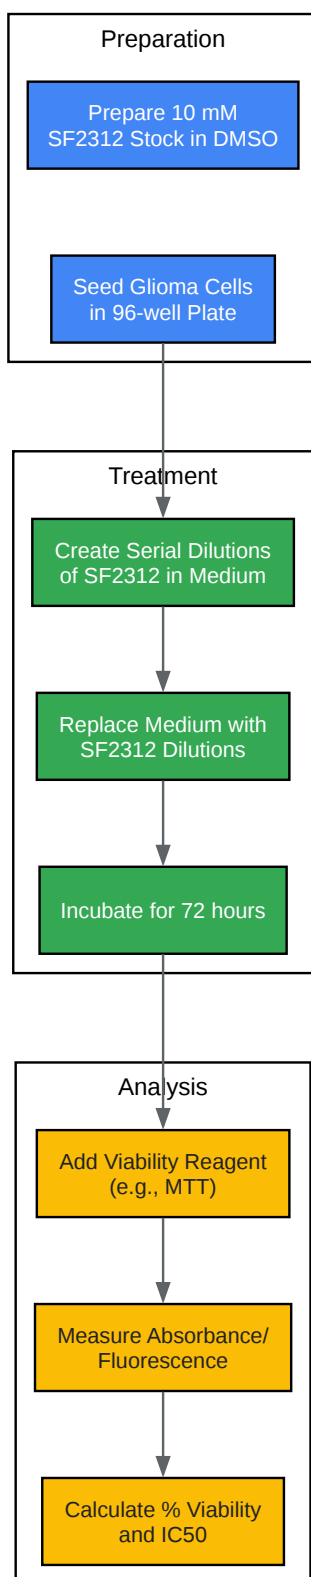 Preparation
Prepare 10 mM
SF2312 Stock in DMSO
Seed Glioma Cells
in 96-well Plate
Treatment
Create Serial Dilutions
of SF2312 in Medium
Replace Medium with
SF2312 Dilutions
Incubate for 72 hours
Analysis
Add Viability Reagent
(e.g., MTT)
Measure Absorbance/
Fluorescence
Calculate % Viability
and IC50